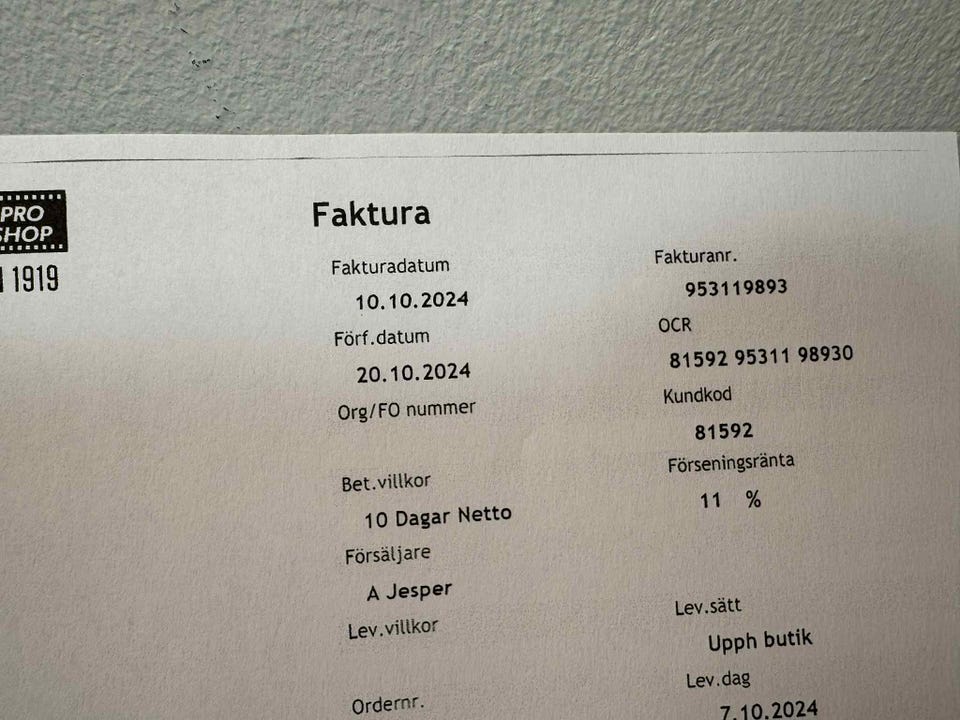 PRO
SHOP
1919
Faktura
Fakturadatum
10.10.2024
Förf.datum
20.10.2024
Org/FO nummer
Bet.villkor
10 Dagar Netto
Försäljare
A Jesper
Lev.villkor
Ordernr.
Fakturanr.
953119893
OCR
81592 95311 98930
Kundkod
81592
Förseningsränta
11 %
Lev.sätt
Upph butik
Lev.dag
7.10.2024